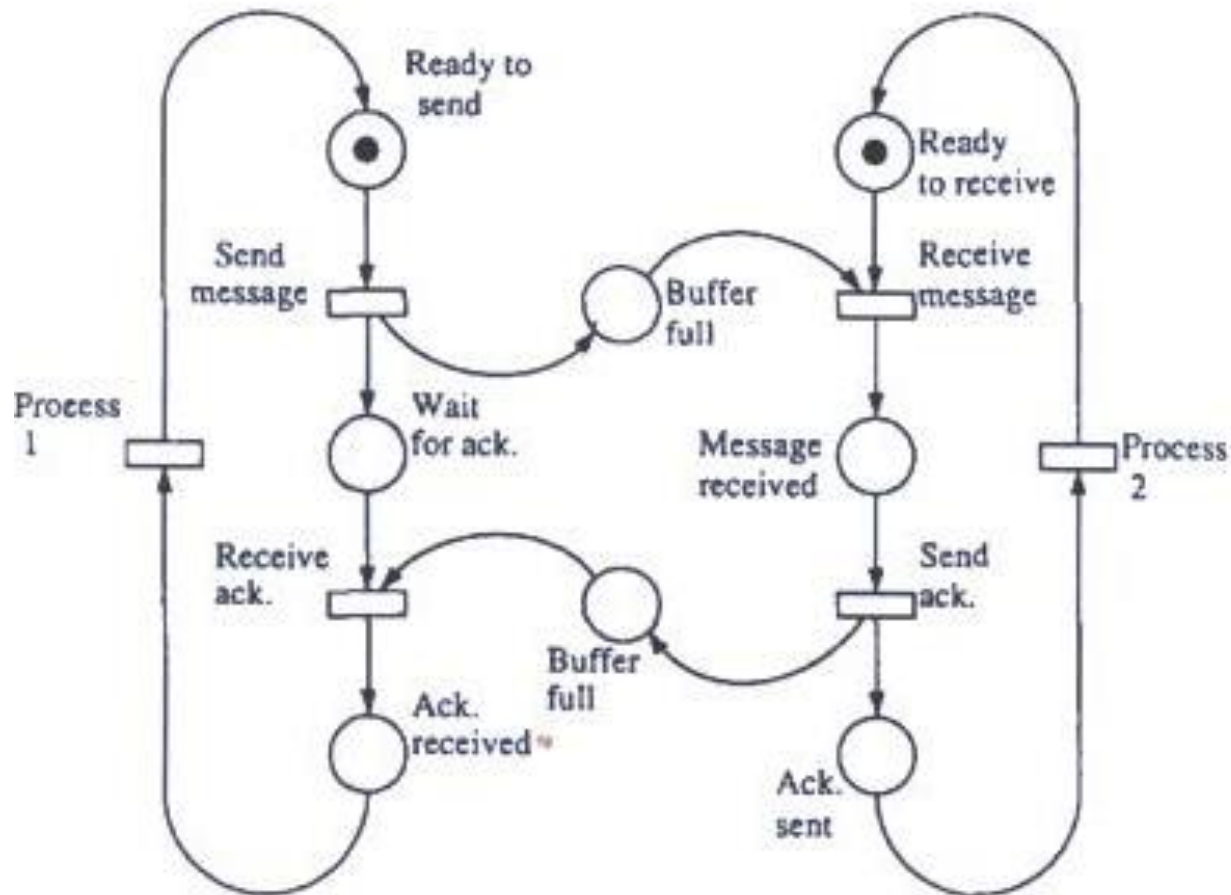 Ready to
send
Ready
to receive
Send
message
Buffer
full
Receive
message
Process
1
Wait
for ack.
Message
received
Process
2
Receive
ack.
Buffer
full
Send
ack.
Ack.
received
Ack.
sent